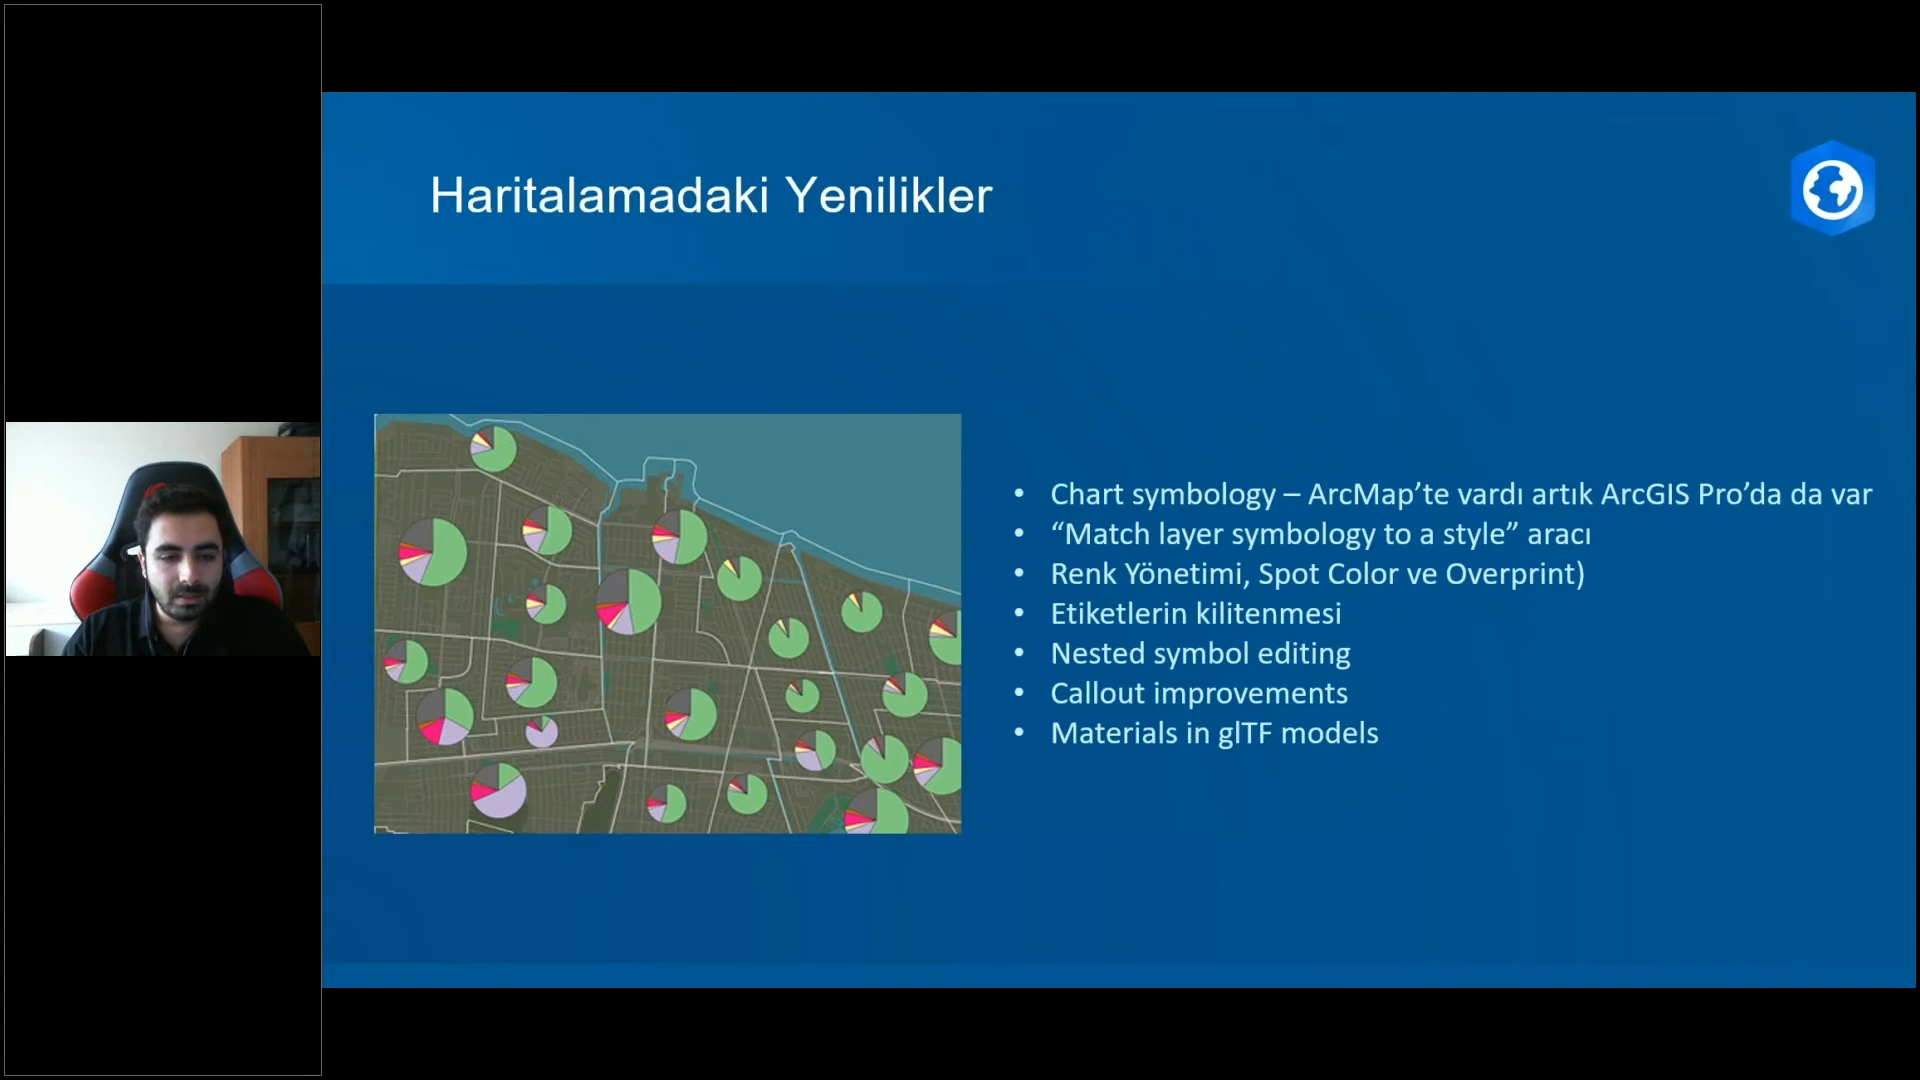 Haritalamadaki Yenilikler
• Chart symbology – ArcMap’te vardı artık ArcGIS Pro’da da var
• “Match layer symbology to a style” aracı
• Renk Yönetimi, Spot Color ve Overprint)
• Etiketlerin kilitenmesi
• Nested symbol editing
• Callout improvements
• Materials in glTF models